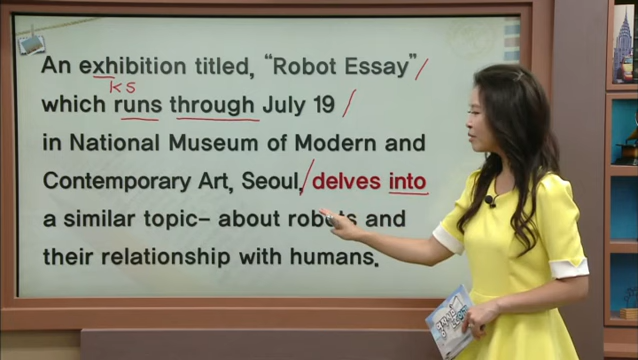 An exhibition titled, “Robot Essay”
ks
which runs through July 19
in National Museum of Modern and
Contemporary Art, Seoul, delves into
a similar topic– about robots and
their relationship with humans.